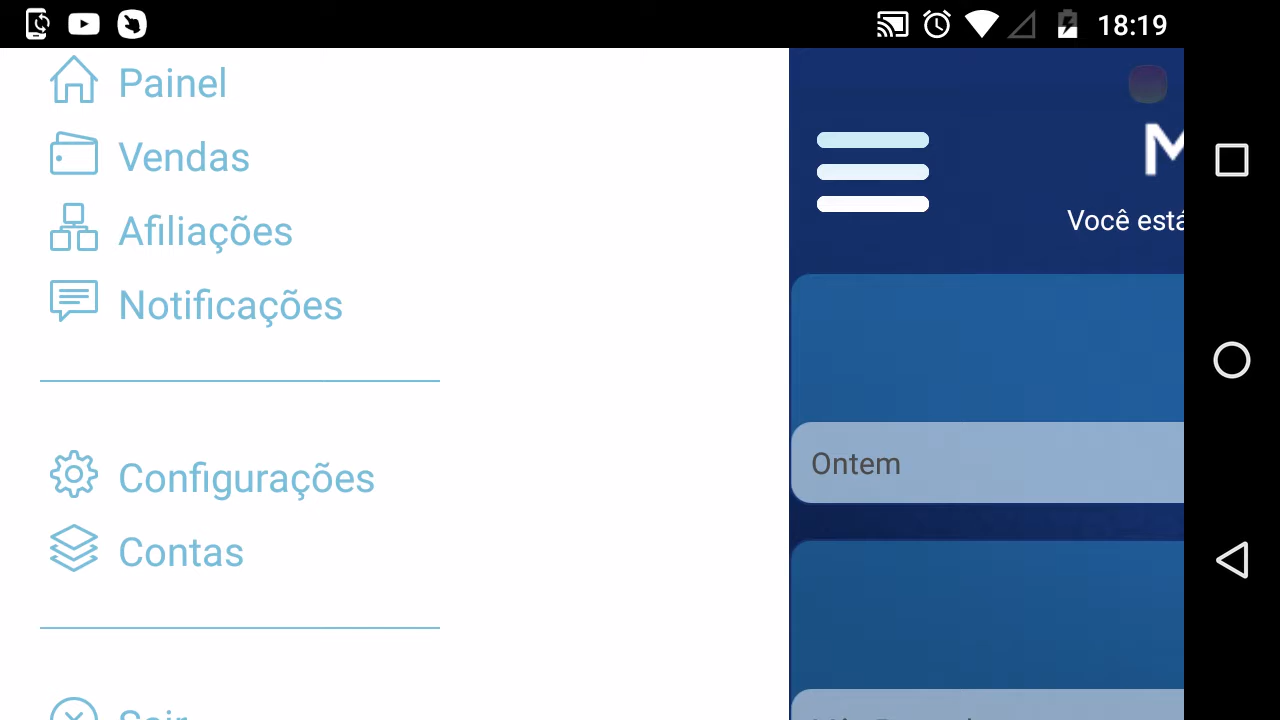 18:19
Painel
Vendas
Afiliações
Notificações
Configurações
Contas
Sair
M
Você está
Ontem